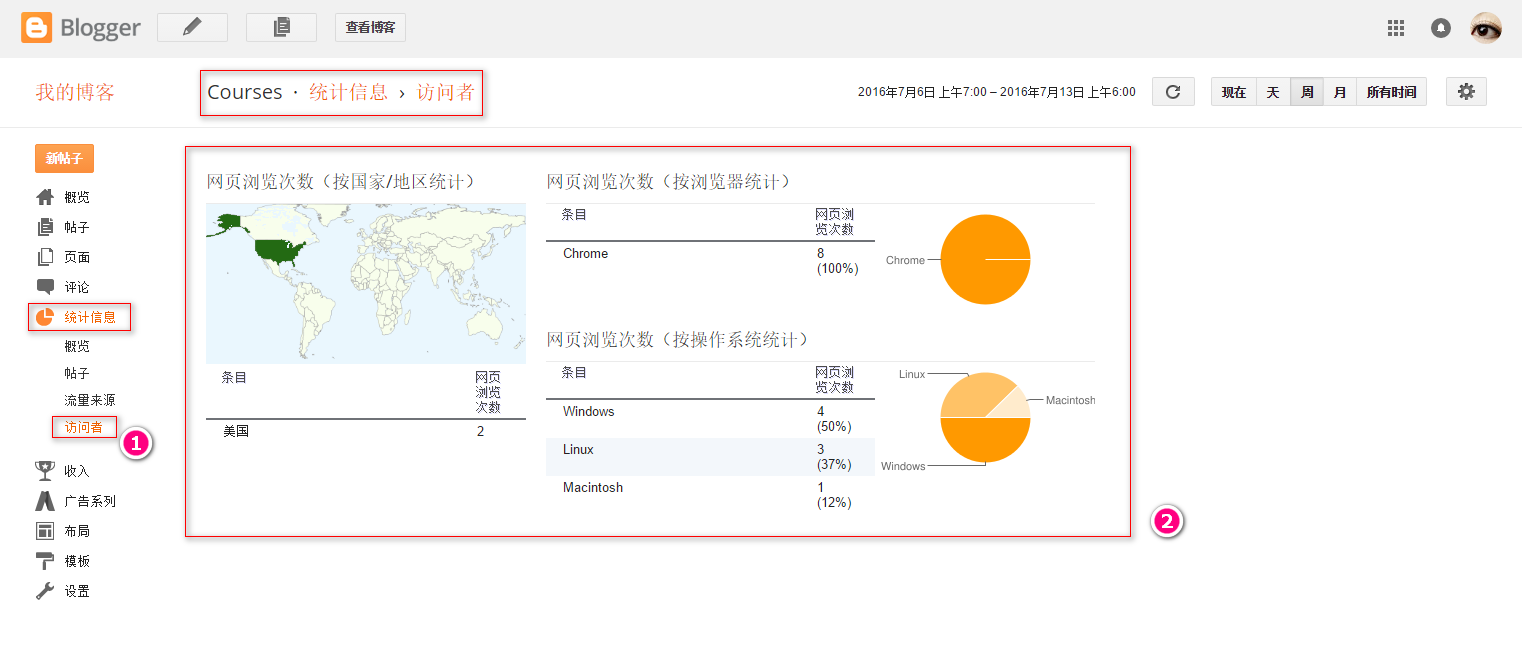 Blogger
查看博客
我的博客
Courses · 统计信息 › 访问者
2016年7月6日 上午7:00 – 2016年7月13日 上午6:00
现在 天 周 月 所有时间
新帖子
概览
帖子
页面
评论
统计信息
概览
帖子
流量来源
访问者
1
收入
广告系列
布局
模板
设置
网页浏览次数（按国家/地区统计）
条目
网页
浏览
次数
美国 2
网页浏览次数（按浏览器统计）
条目
网页浏
览次数
Chrome 8
(100%)
Chrome
网页浏览次数（按操作系统统计）
条目
网页浏
览次数
Windows 4
(50%)
Linux 3
(37%)
Macintosh 1
(12%)
Linux
Macintosh
Windows
2